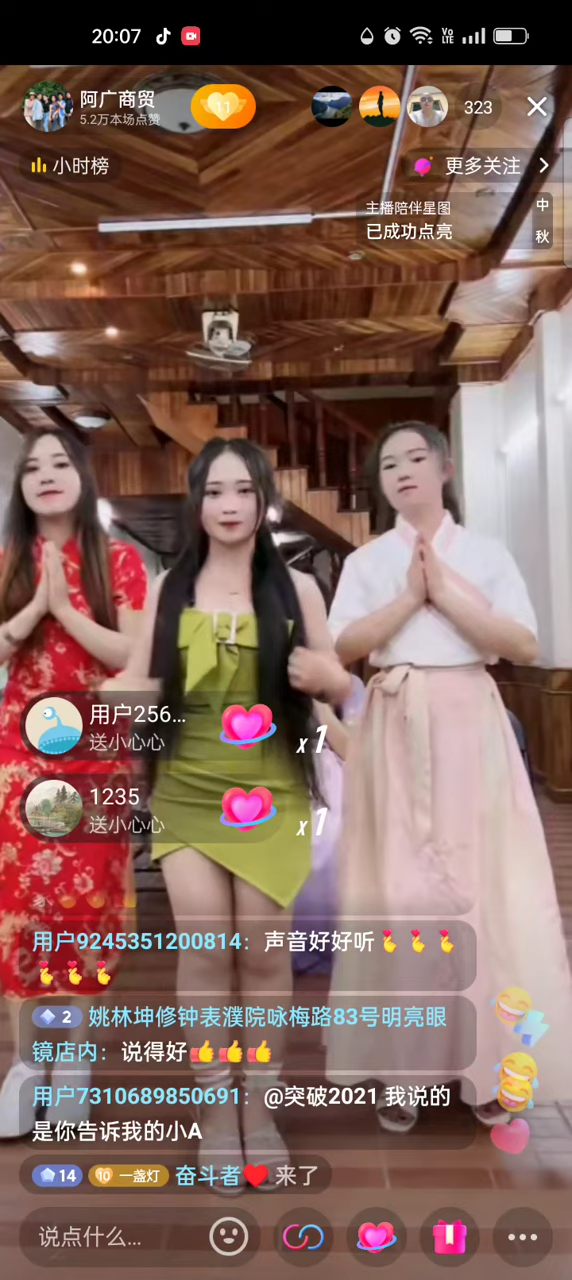 20:07
Vo
LTE
阿广商贸
5.2万本场点赞
11
323
小时榜
更多关注
主播陪伴星图
已成功点亮
中
秋
用户256...
送小心心
x1
1235
送小心心
x1
用户9245351200814：声音好好听
2 姚林坤修钟表濮院咏梅路83号明亮眼
镜店内：说得好
用户7310689850691：@突破2021 我说的
是你告诉我的小A
14 10 一盏灯 奋斗者 来了
说点什么...